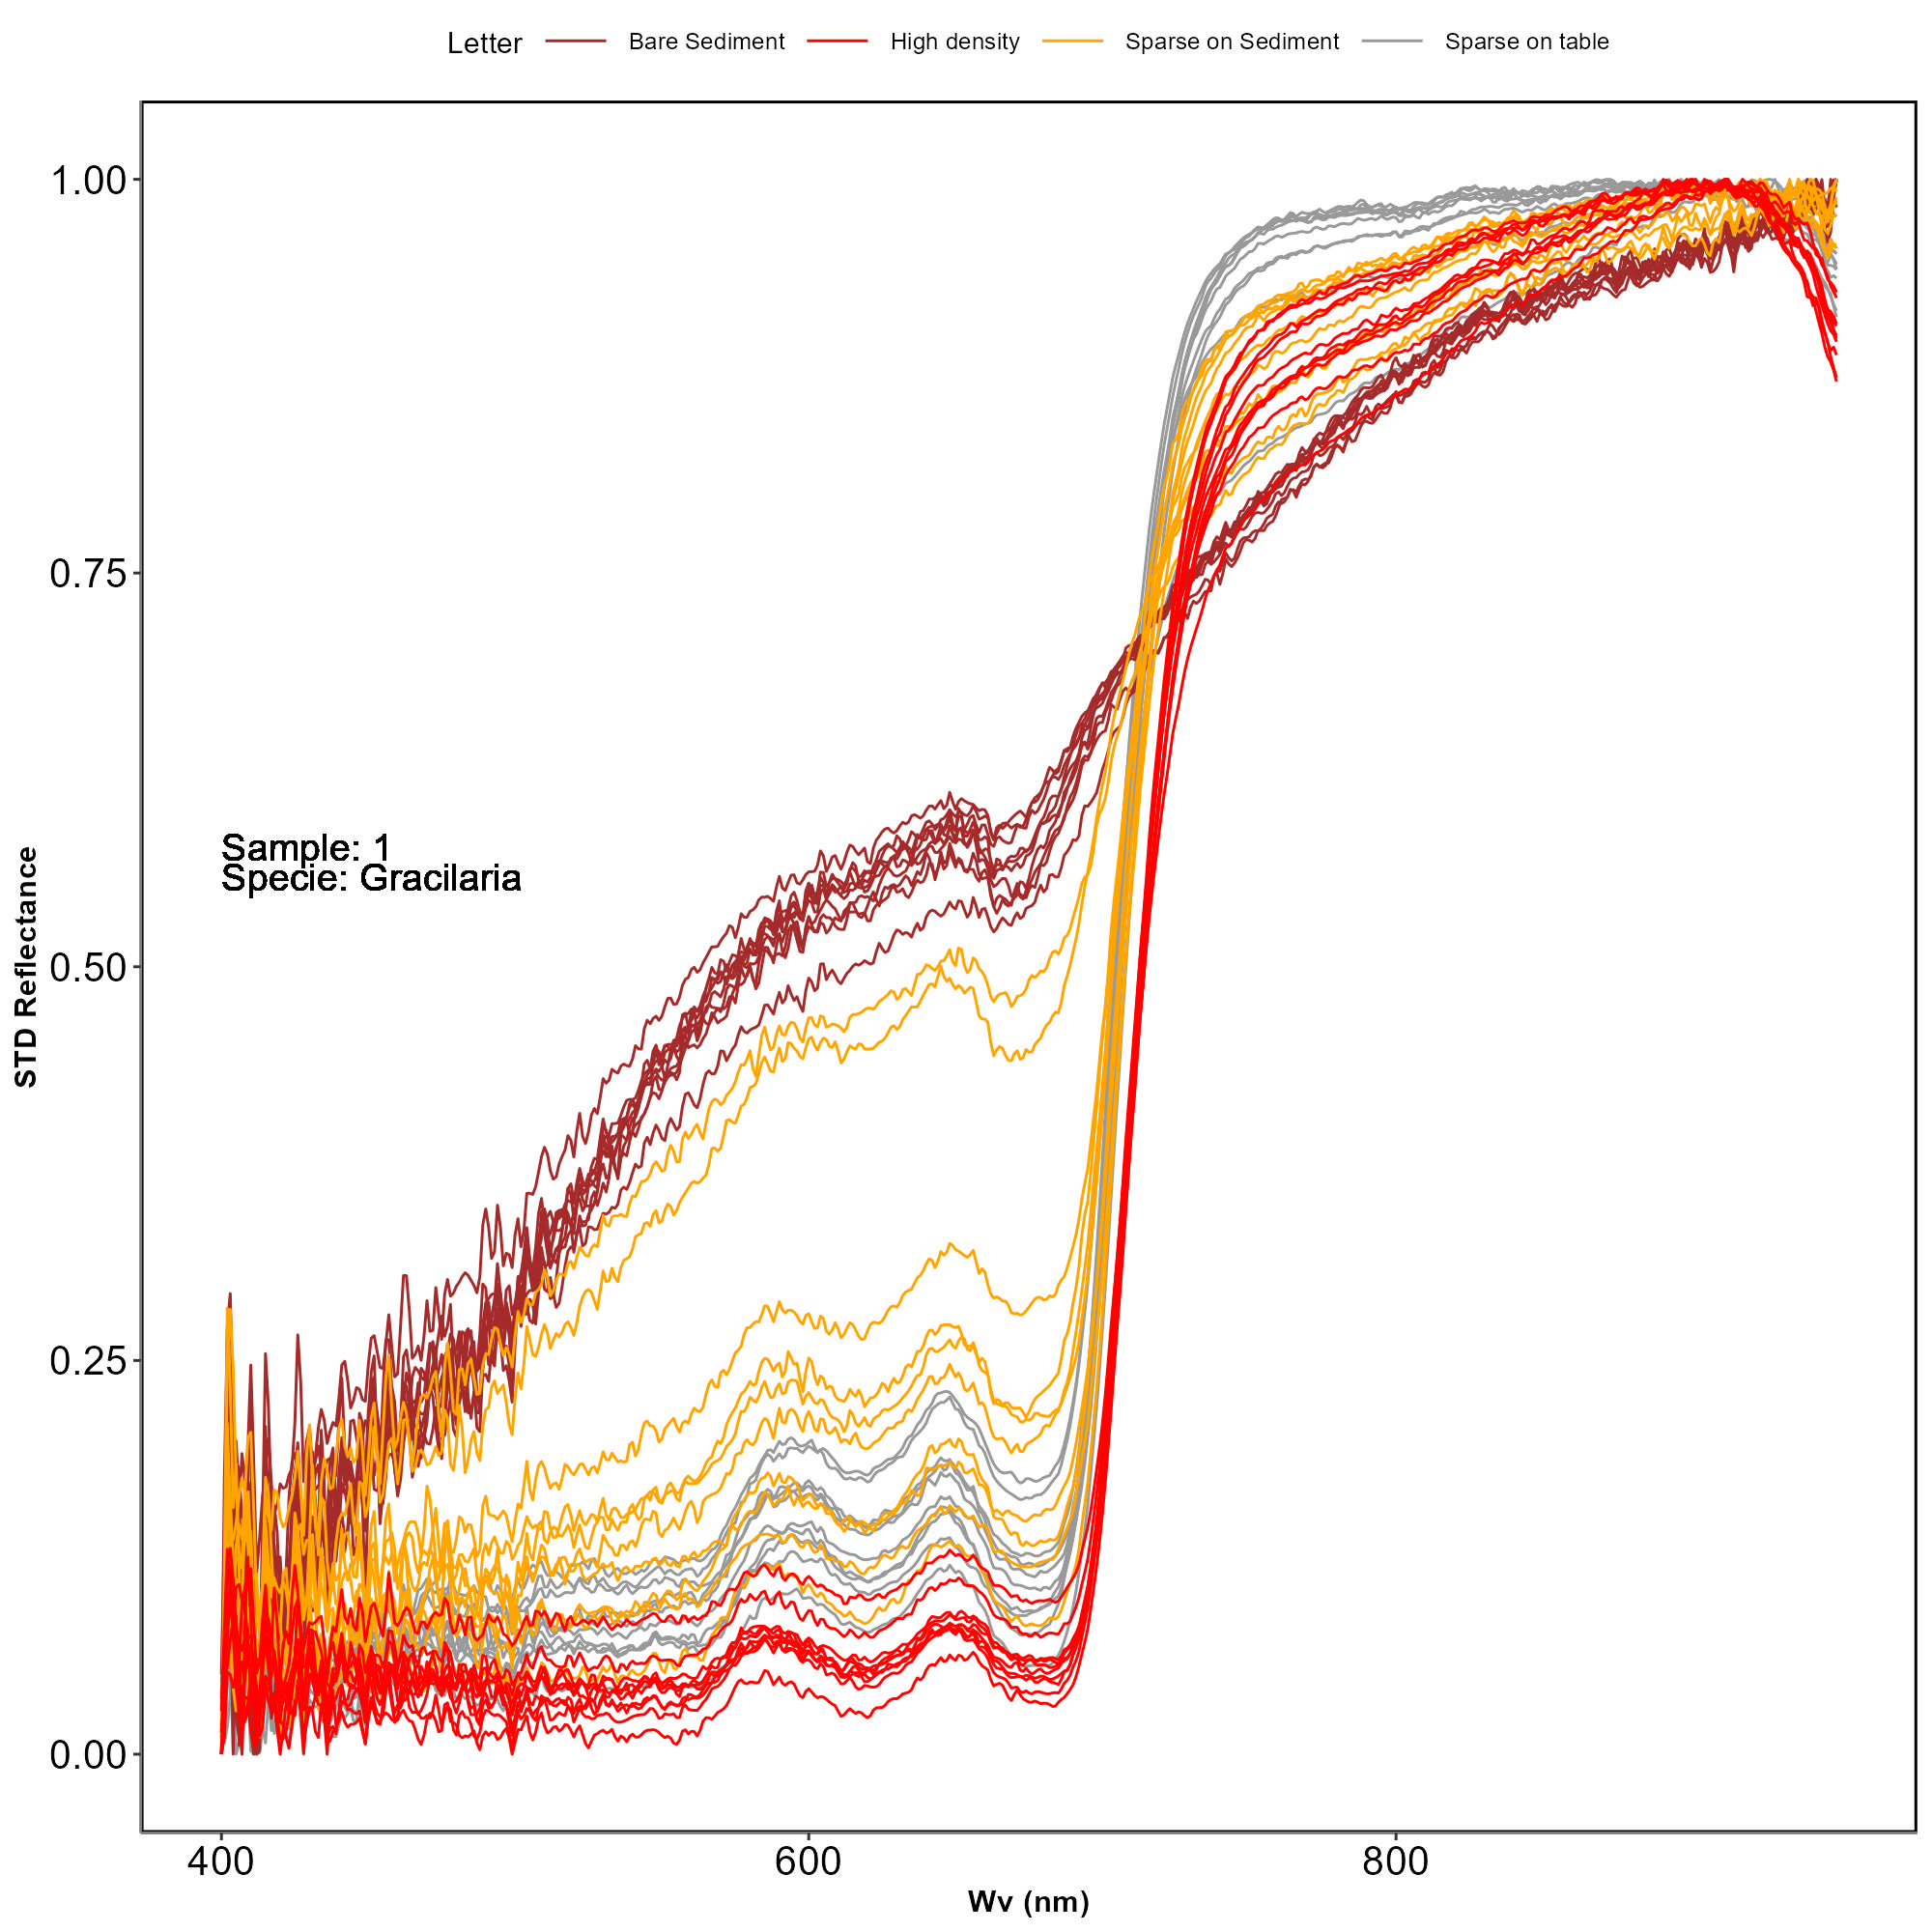 Letter Bare Sediment High density Sparse on Sediment Sparse on table
1.00
0.75
Sample: 1
Specie: Gracilaria
STD Reflectance
0.50
0.25
0.00
400 600 800
Wv (nm)